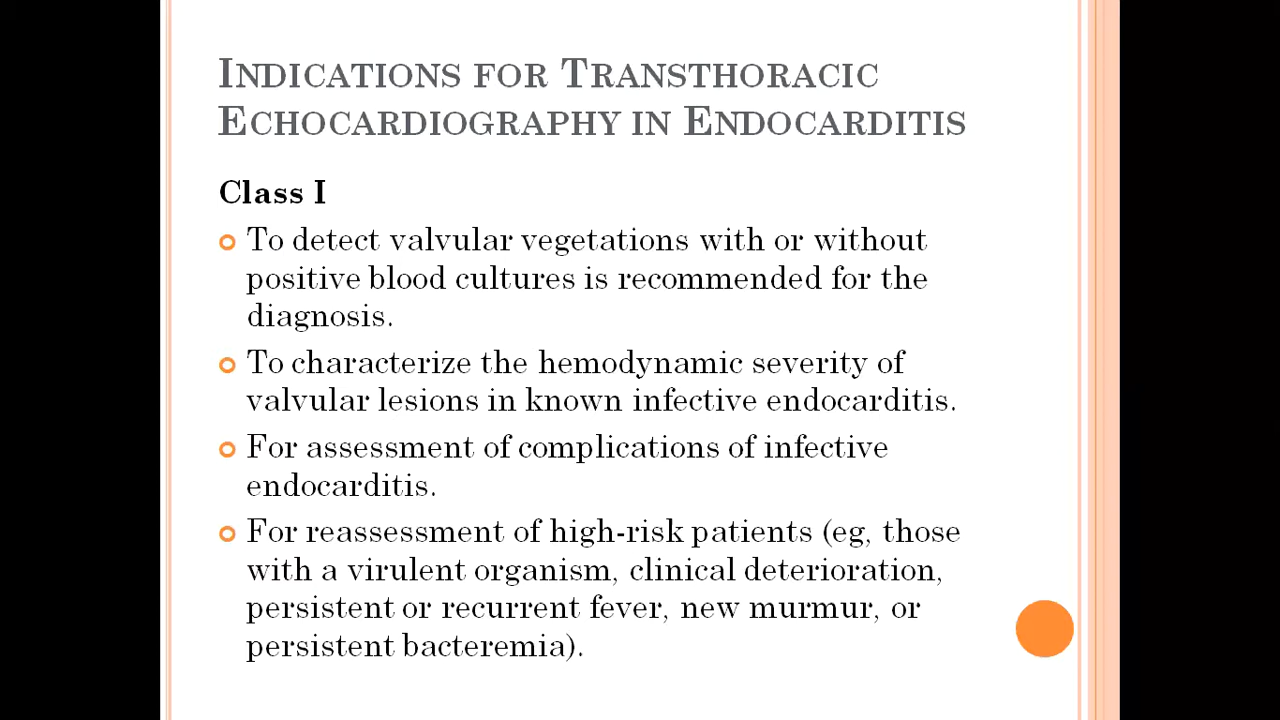 Indications for Transthoracic
Echocardiography in Endocarditis
Class I
To detect valvular vegetations with or without
positive blood cultures is recommended for the
diagnosis.
To characterize the hemodynamic severity of
valvular lesions in known infective endocarditis.
For assessment of complications of infective
endocarditis.
For reassessment of high-risk patients (eg, those
with a virulent organism, clinical deterioration,
persistent or recurrent fever, new murmur, or
persistent bacteremia).